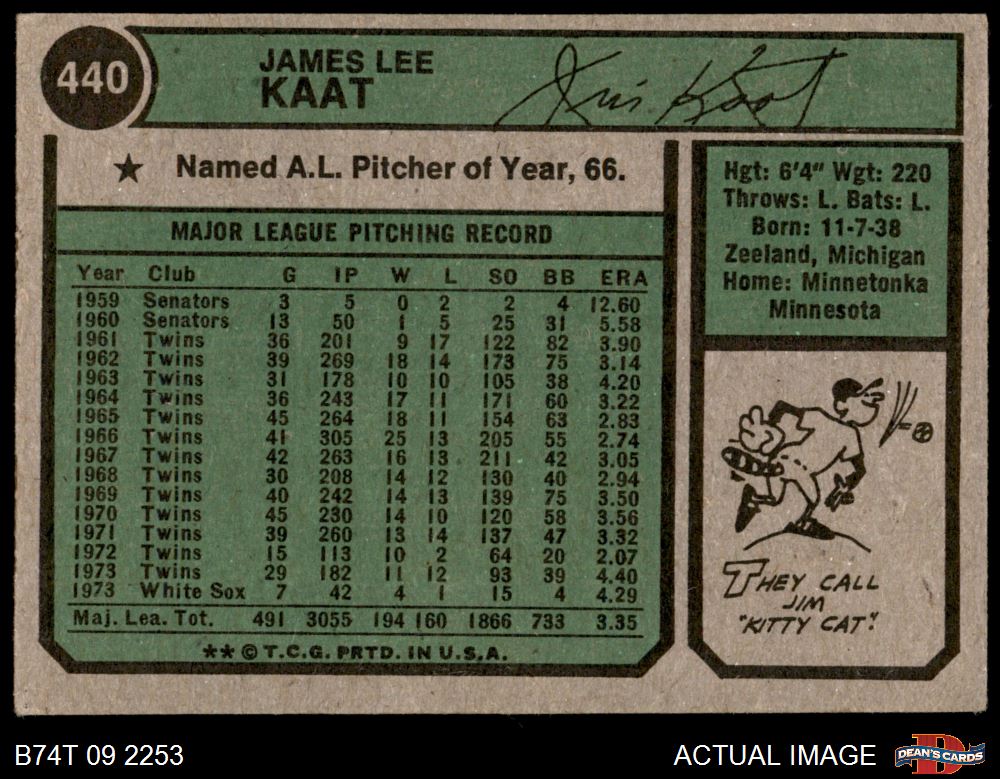 440
JAMES LEE
KAAT
Jim Kaat
★ Named A.L. Pitcher of Year, 66.
MAJOR LEAGUE PITCHING RECORD
Year Club G IP W L SO BB ERA
1959 Senators 3 5 0 2 2 4 12.60
1960 Senators 13 50 1 5 25 31 5.58
1961 Twins 36 201 9 17 122 82 3.90
1962 Twins 39 269 18 14 173 75 3.14
1963 Twins 31 178 10 10 105 38 4.20
1964 Twins 36 243 17 11 171 60 3.22
1965 Twins 45 264 18 11 154 63 2.83
1966 Twins 41 305 25 13 205 55 2.74
1967 Twins 42 263 16 13 211 42 3.05
1968 Twins 30 208 14 12 130 40 2.94
1969 Twins 40 242 14 13 139 75 3.50
1970 Twins 45 230 14 10 120 58 3.56
1971 Twins 39 260 13 14 137 47 3.32
1972 Twins 15 113 10 2 64 20 2.07
1973 Twins 29 182 11 12 93 39 4.40
1973 White Sox 7 42 4 1 15 4 4.29
Maj. Lea. Tot. 491 3055 194 160 1866 733 3.35
★★ © T.C.G. PRTD. IN U.S.A.
Hgt: 6'4" Wgt: 220
Throws: L. Bats: L.
Born: 11-7-38
Zeeland, Michigan
Home: Minnetonka
Minnesota
THEY CALL
JIM
"KITTY CAT".
B74T 09 2253
ACTUAL IMAGE
DEAN'S CARDS